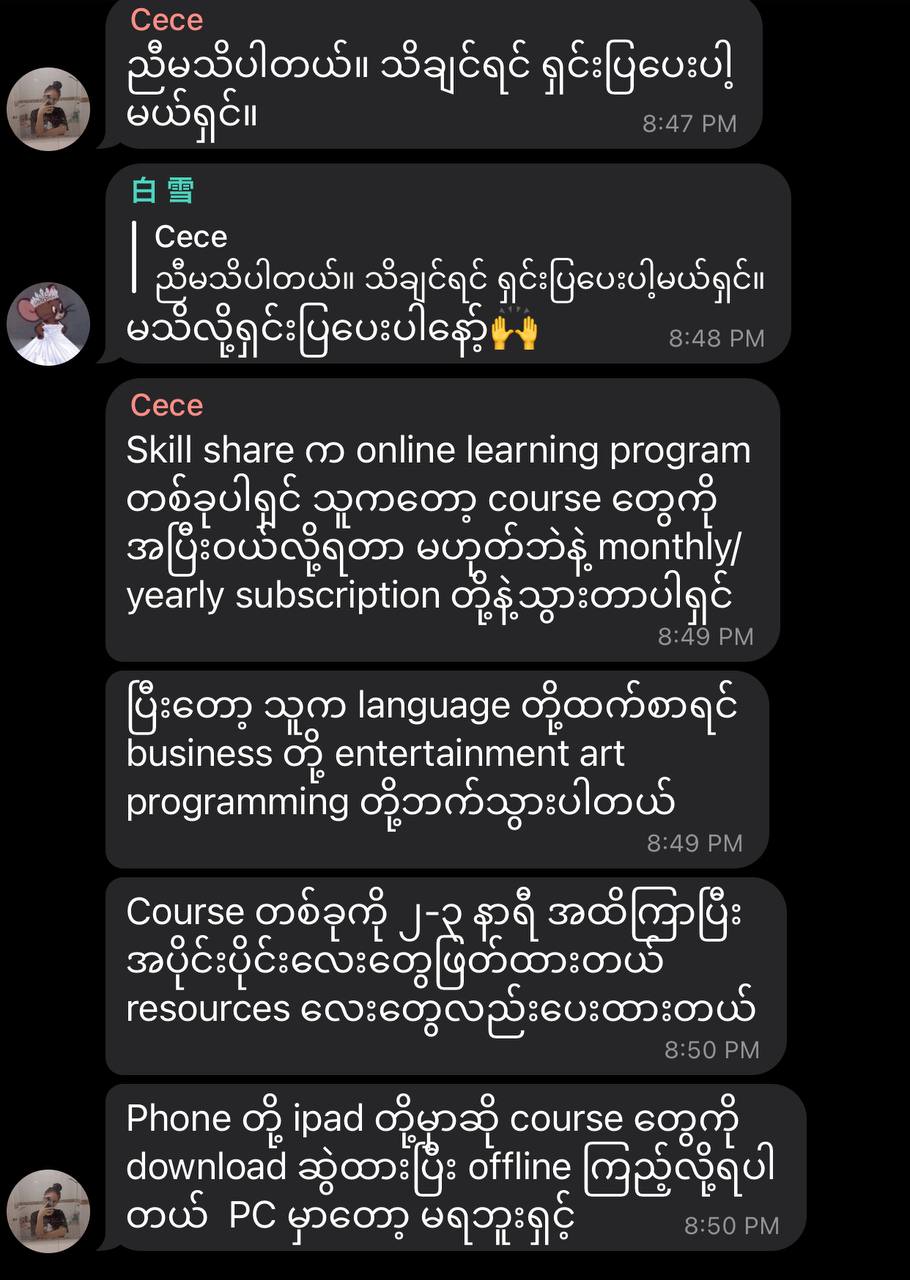 Cece
ညီမသိပါတယ်။ သိချင်ရင် ရှင်းပြပေးပါ့
မယ်ရှင်။
8:47 PM
白 雪
Cece
ညီမသိပါတယ်။ သိချင်ရင် ရှင်းပြပေးပါ့မယ်ရှင်။
မသိလို့ရှင်းပြပေးပါနော့်🙌
8:48 PM
Cece
Skill share က online learning program
တစ်ခုပါရှင် သူကတော့ course တွေကို
အပြီးဝယ်လို့ရတာ မဟုတ်ဘဲနဲ့ monthly/
yearly subscription တို့နဲ့သွားတာပါရှင်
8:49 PM
ပြီးတော့ သူက language တို့ထက်စာရင်
business တို့ entertainment art
programming တို့ဘက်သွားပါတယ်
8:49 PM
Course တစ်ခုကို ၂-၃ နာရီ အထိကြာပြီး
အပိုင်းပိုင်းလေးတွေဖြတ်ထားတယ်
resources လေးတွေလည်းပေးထားတယ်
8:50 PM
Phone တို့ ipad တို့မှာဆို course တွေကို
download ဆွဲထားပြီး offline ကြည့်လို့ရပါ
တယ်  PC မှာတော့ မရဘူးရှင့်
8:50 PM